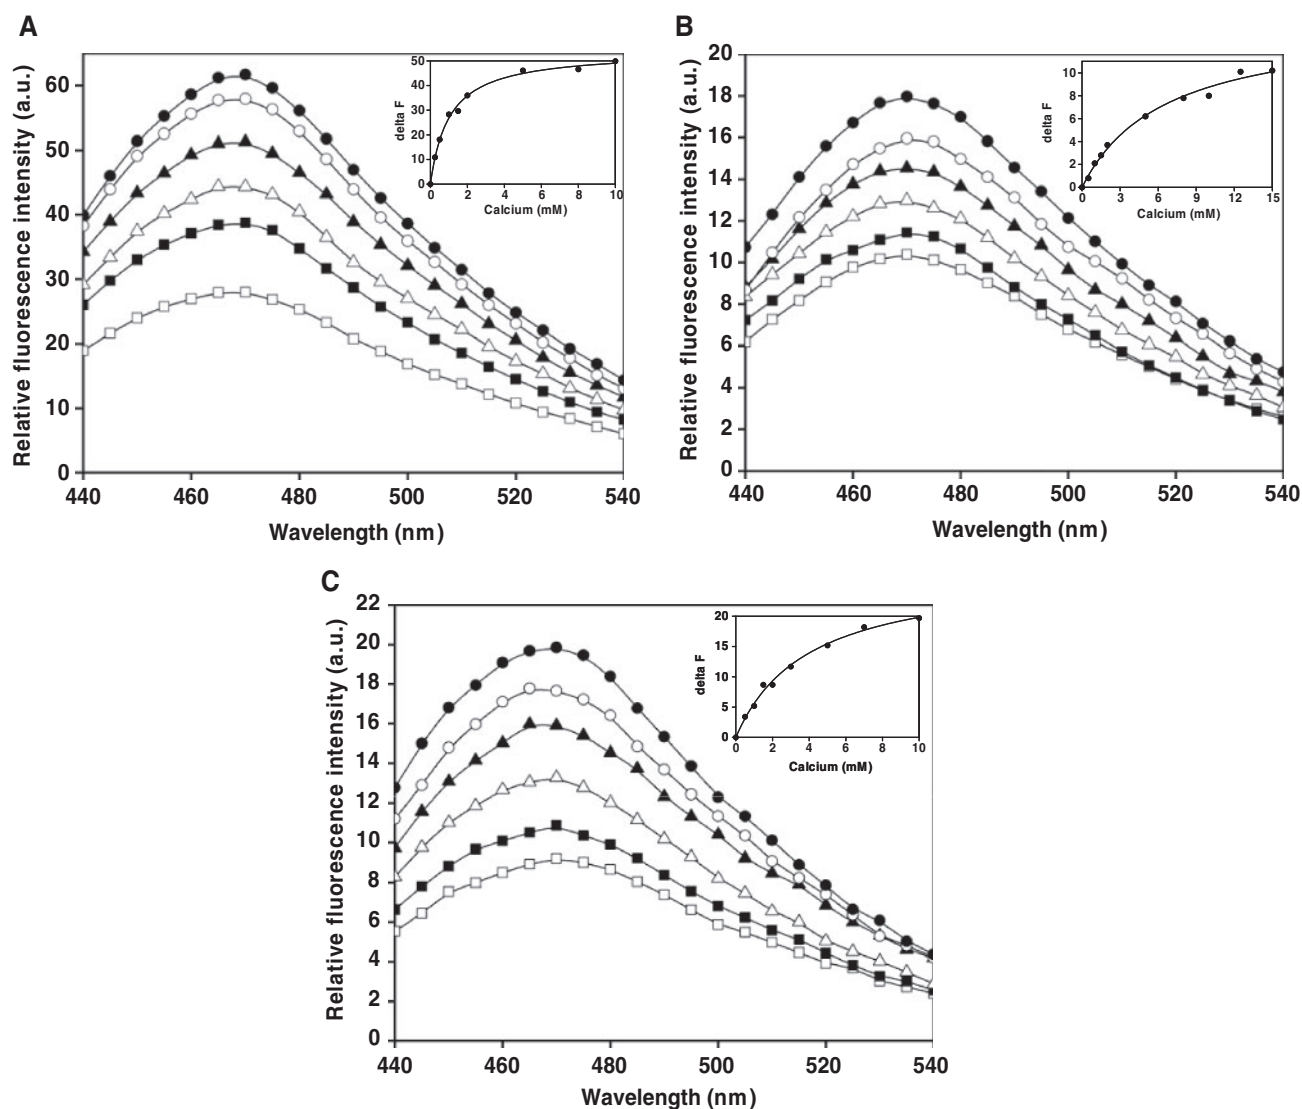 A
Relative fluorescence intensity (a.u.)
60
50
40
30
20
10
0
440 460 480 500 520 540
Wavelength (nm)
delta F
50
40
30
20
10
0
0 2 4 6 8 10
Calcium (mM)
B
Relative fluorescence intensity (a.u.)
20
18
16
14
12
10
8
6
4
2
0
440 460 480 500 520 540
Wavelength (nm)
delta F
10
8
6
4
2
0
0 3 6 9 12 15
Calcium (mM)
C
Relative fluorescence intensity (a.u.)
22
20
18
16
14
12
10
8
6
4
2
0
440 460 480 500 520 540
Wavelength (nm)
delta F
20
15
10
5
0
0 2 4 6 8 10
Calcium (mM)